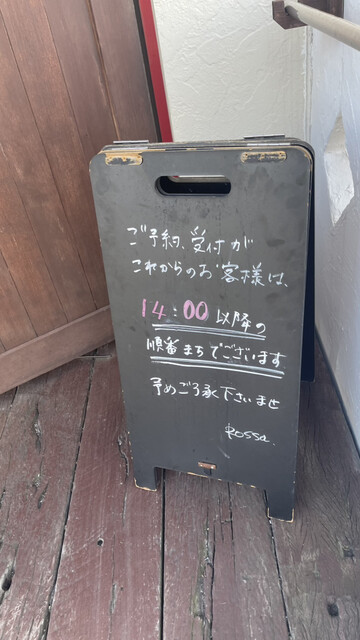 ご予約、受付が
これからのお客様は、
14:00以降の
順番まちでございます
予めご了承下さいませ
Rossa.